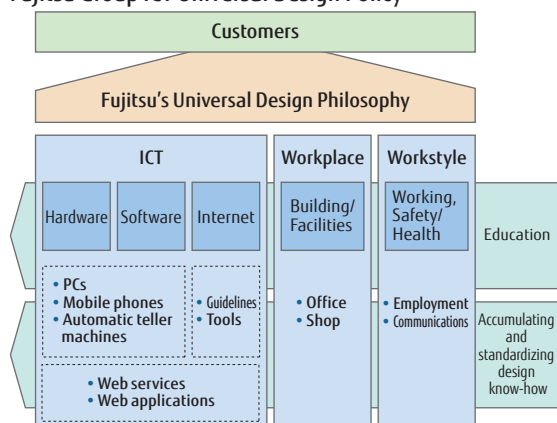 Fujitsu Group for Universal Design Policy
Customers
Fujitsu's Universal Design Philosophy
ICT
Workplace
Workstyle
Hardware
Software
Internet
Building/
Facilities
Working,
Safety/
Health
Education
• PCs
• Mobile phones
• Automatic teller
machines
• Guidelines
• Tools
• Office
• Shop
• Employment
• Communications
Accumulating
and
standardizing
design
know-how
• Web services
• Web applications